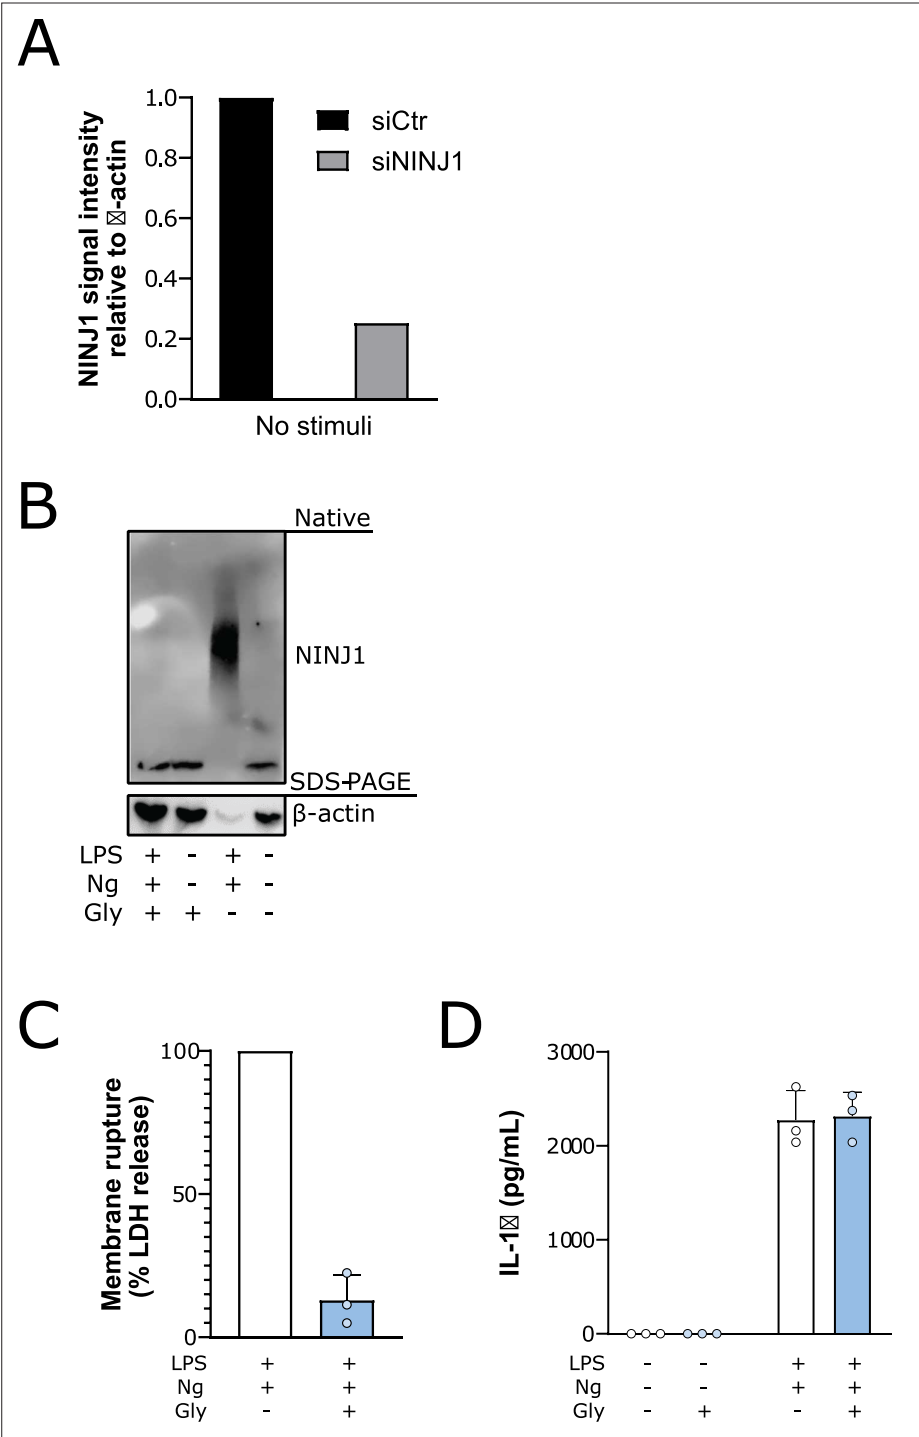 A
NINJ1 signal intensity
relative to ☒-actin
1.0
0.8
0.6
0.4
0.2
0.0
siCtr
siNINJ1
No stimuli
B
Native
NINJ1
SDS-PAGE
β-actin
LPS + - + -
Ng + - + -
Gly + + - -
C
Membrane rupture
(% LDH release)
100
50
0
LPS + +
Ng + +
Gly - +
D
IL-1☒ (pg/mL)
3000
2000
1000
0
LPS - - + +
Ng - - + +
Gly - + - +